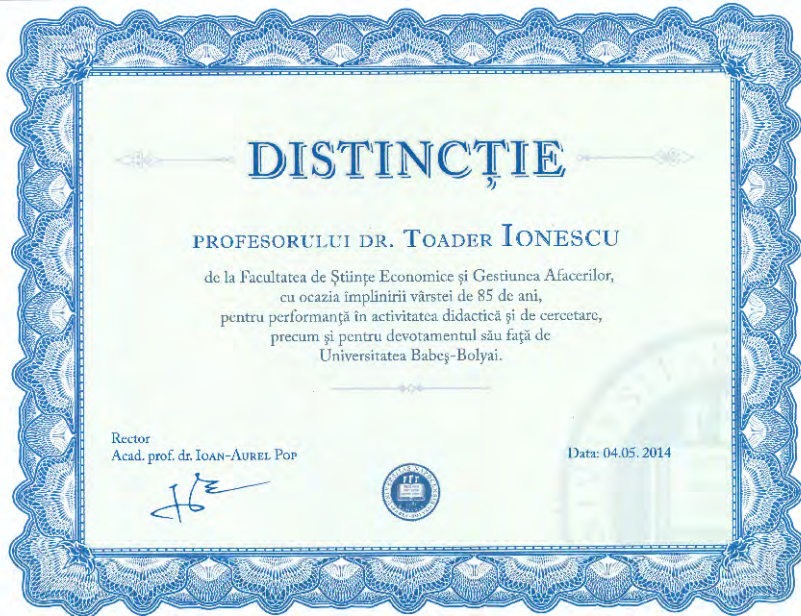 DISTINCȚIE
PROFESORULUI DR. TOADER IONESCU
de la Facultatea de Științe Economice și Gestiunea Afacerilor,
cu ocazia împlinirii vârstei de 85 de ani,
pentru performanță în activitatea didactică și de cercetare,
precum și pentru devotamentul său față de
Universitatea Babeș-Bolyai.
Rector
Acad. prof. dr. IOAN-AUREL POP
Data: 04.05. 2014